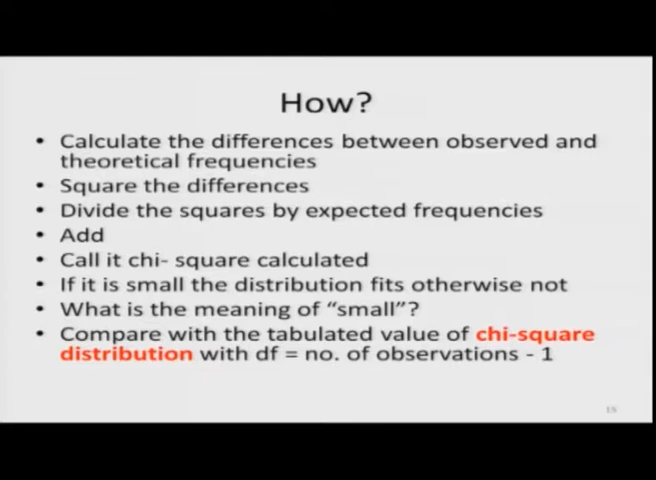 How?
• Calculate the differences between observed and
theoretical frequencies
• Square the differences
• Divide the squares by expected frequencies
• Add
• Call it chi- square calculated
• If it is small the distribution fits otherwise not
• What is the meaning of “small”?
• Compare with the tabulated value of chi-square
distribution with df = no. of observations - 1